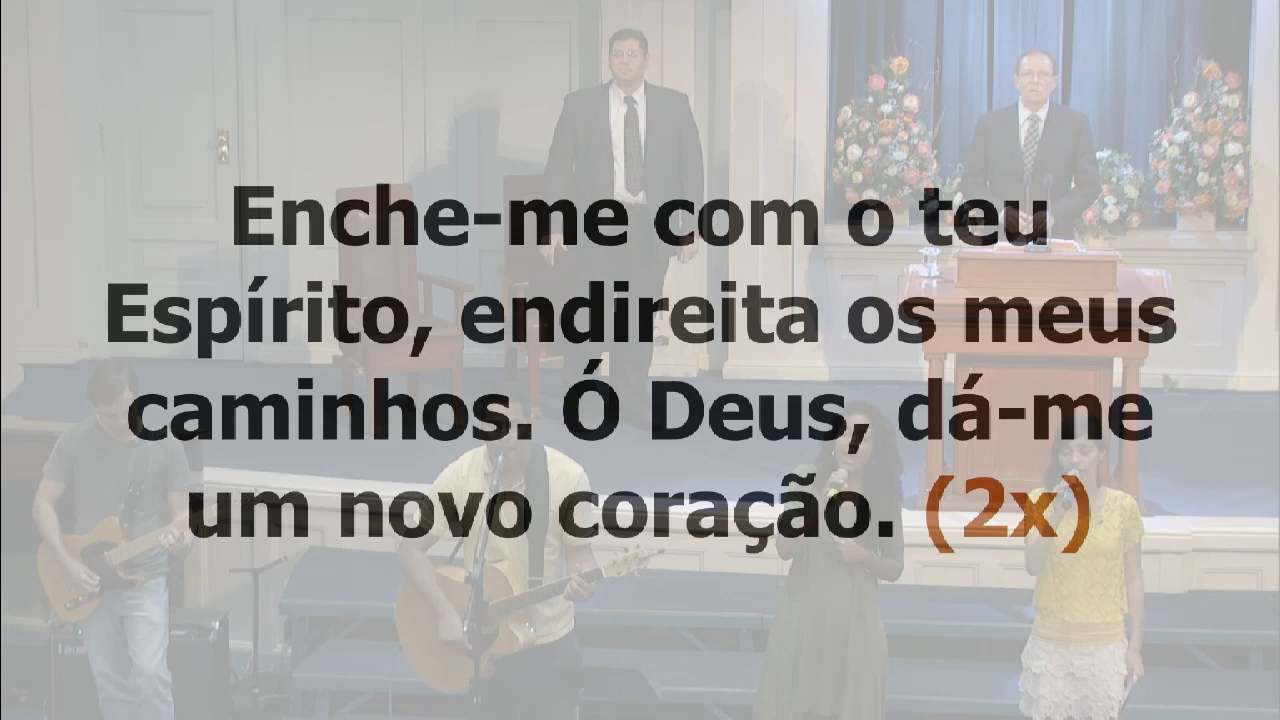 Enche-me com o teu
Espírito, endireita os meus
caminhos. Ó Deus, dá-me
um novo coração. (2x)